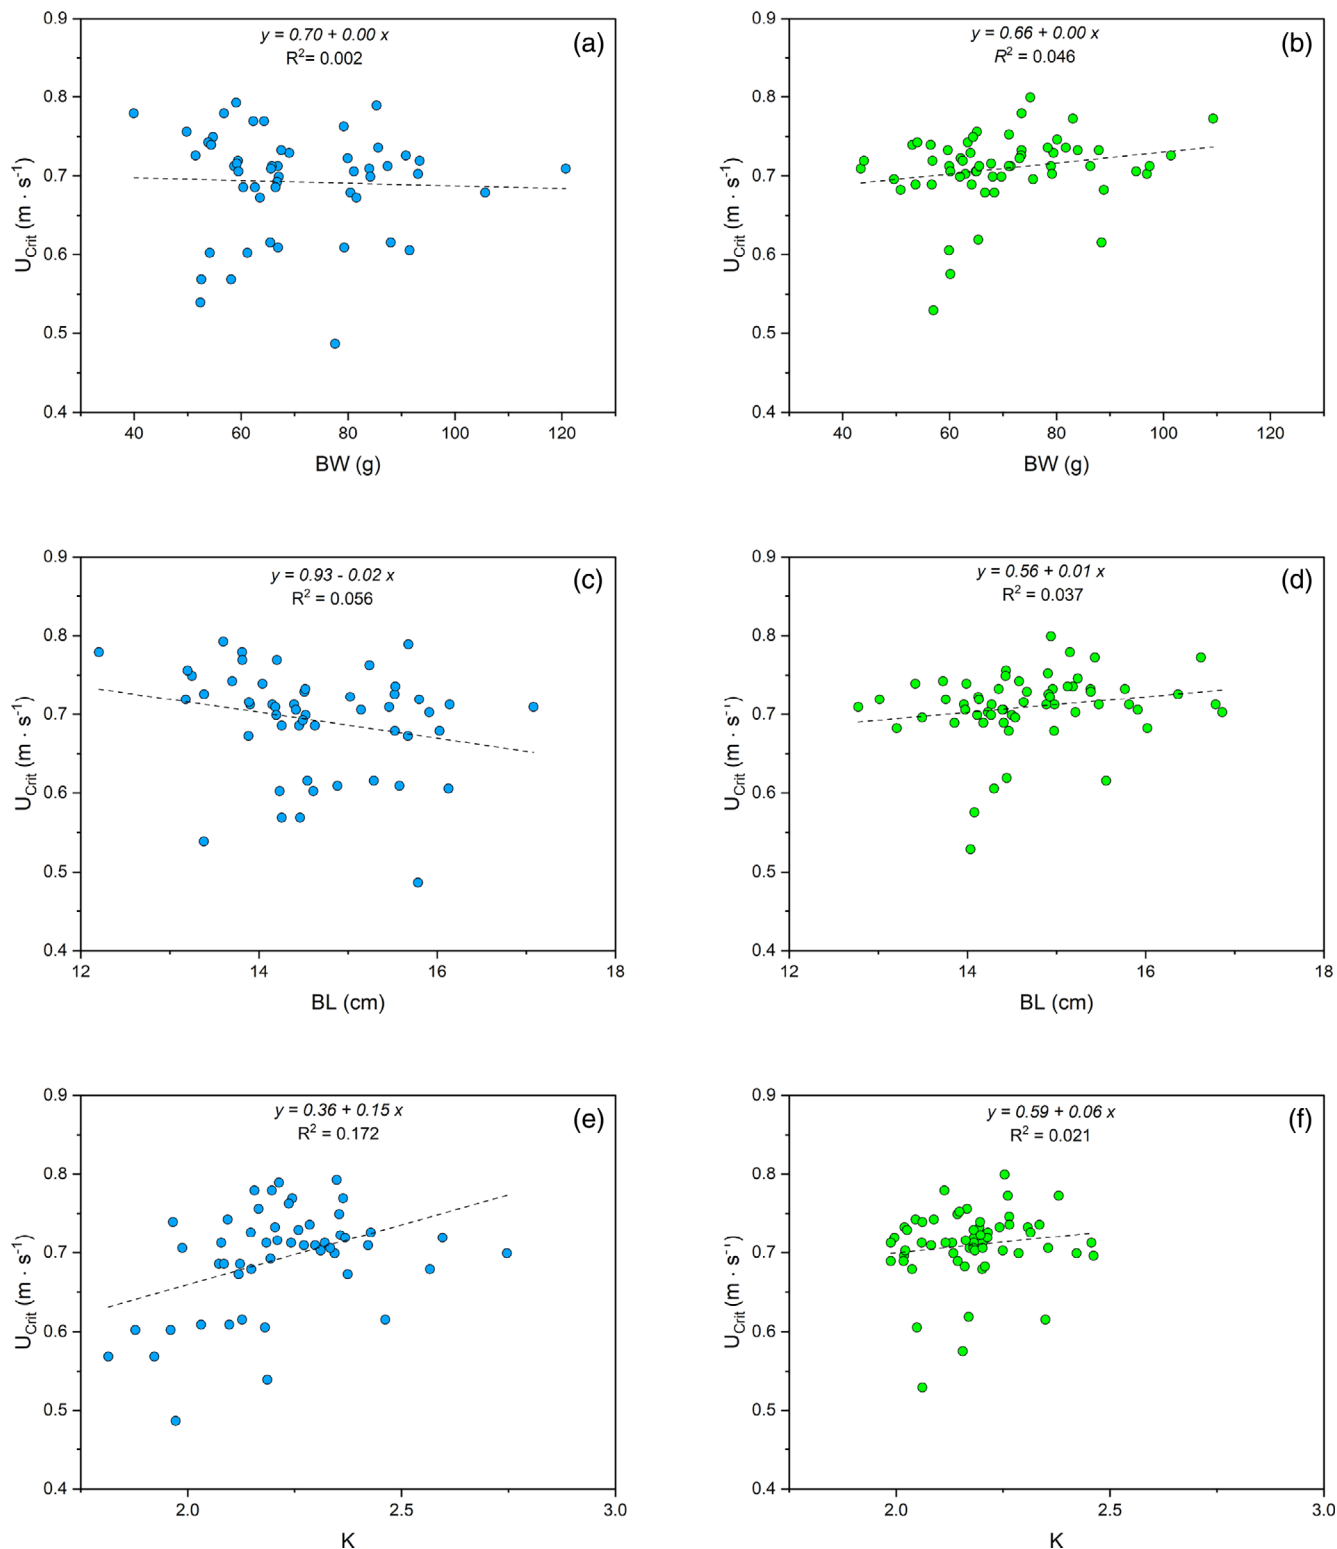 y = 0.70 + 0.00 x
R²= 0.002
(a)
0.9
0.8
0.7
0.6
0.5
0.4
U_Crit (m · s⁻¹)
40 60 80 100 120
BW (g)
y = 0.66 + 0.00 x
R² = 0.046
(b)
0.9
0.8
0.7
0.6
0.5
0.4
U_Crit (m · s⁻¹)
40 60 80 100 120
BW (g)
y = 0.93 - 0.02 x
R² = 0.056
(c)
0.9
0.8
0.7
0.6
0.5
0.4
U_Crit (m · s⁻¹)
12 14 16 18
BL (cm)
y = 0.56 + 0.01 x
R² = 0.037
(d)
0.9
0.8
0.7
0.6
0.5
0.4
U_Crit (m · s⁻¹)
12 14 16 18
BL (cm)
y = 0.36 + 0.15 x
R² = 0.172
(e)
0.9
0.8
0.7
0.6
0.5
0.4
U_Crit (m · s⁻¹)
2.0 2.5 3.0
K
y = 0.59 + 0.06 x
R² = 0.021
(f)
0.9
0.8
0.7
0.6
0.5
0.4
U_Crit (m · s⁻¹)
2.0 2.5 3.0
K